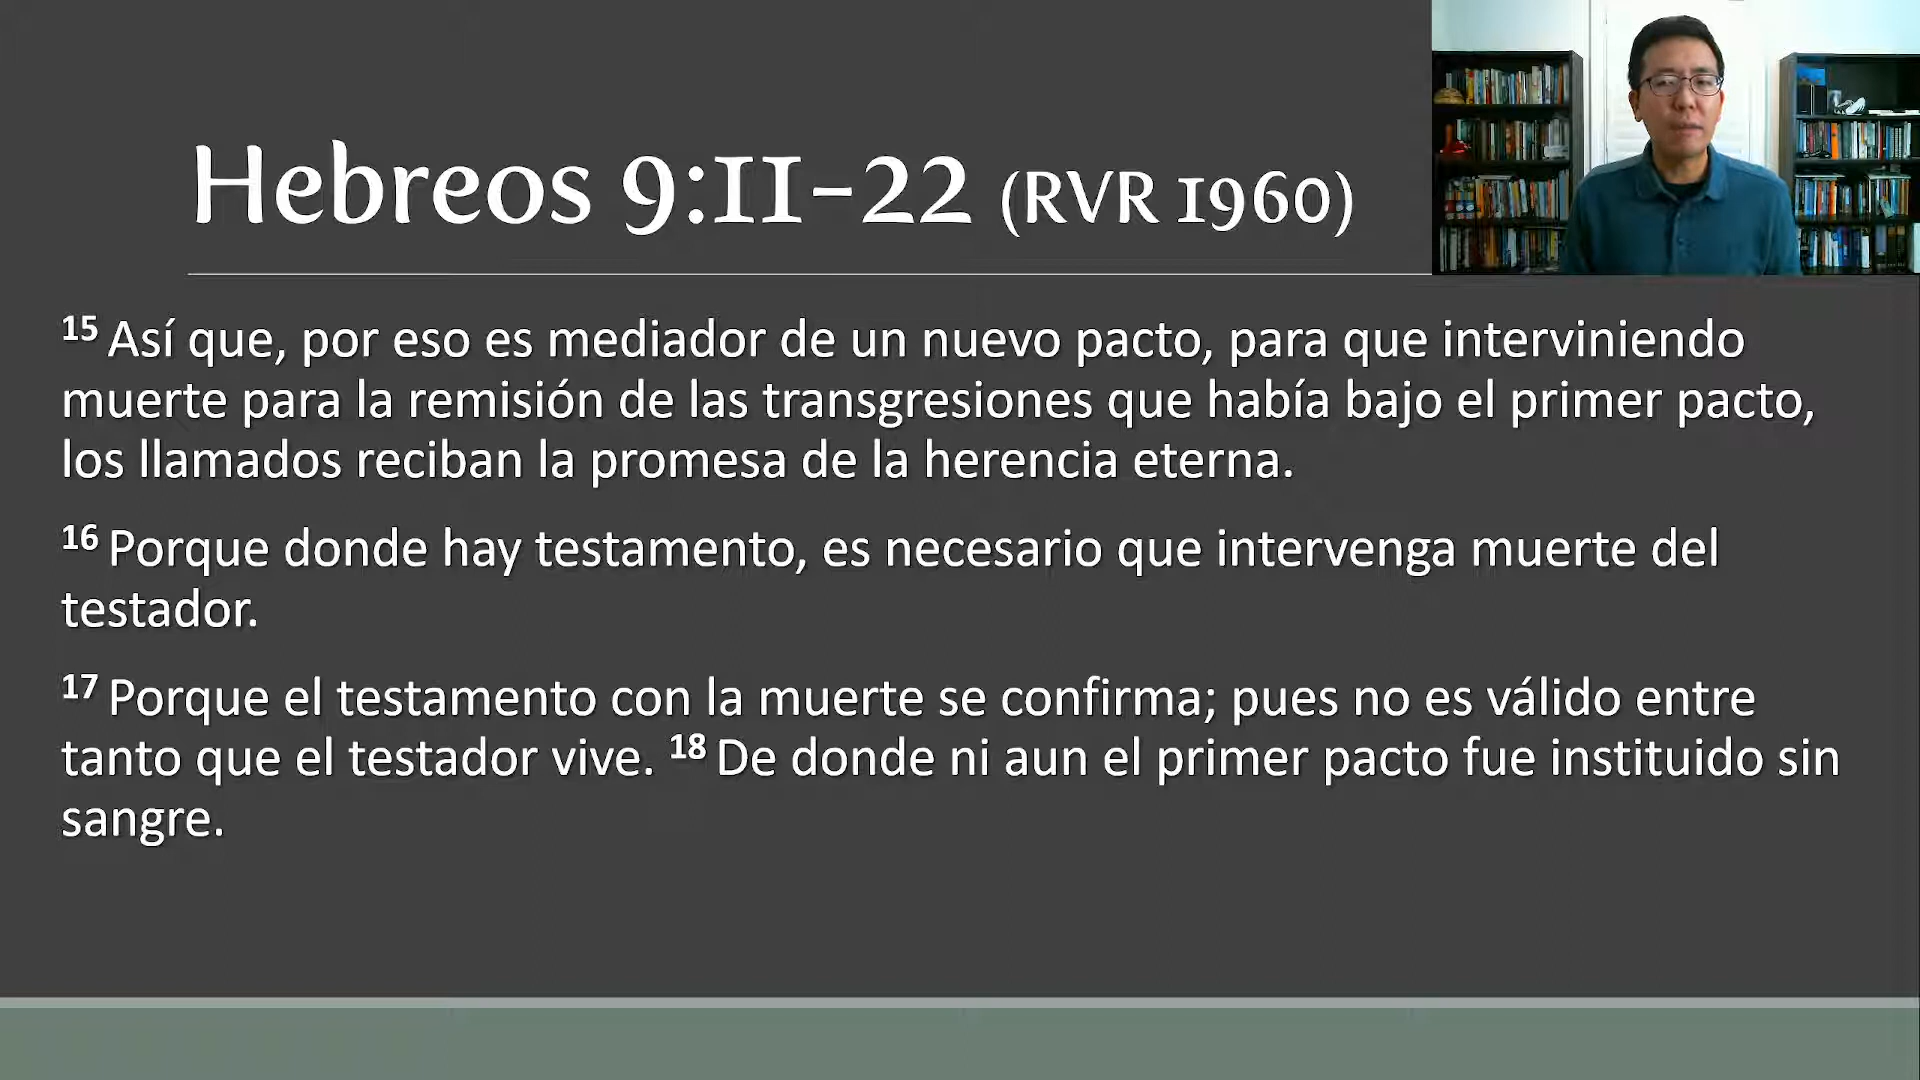 Hebreos 9:11-22 (RVR 1960)
15 Así que, por eso es mediador de un nuevo pacto, para que interviniendo
muerte para la remisión de las transgresiones que había bajo el primer pacto,
los llamados reciban la promesa de la herencia eterna.
16 Porque donde hay testamento, es necesario que intervenga muerte del
testador.
17 Porque el testamento con la muerte se confirma; pues no es válido entre
tanto que el testador vive. 18 De donde ni aun el primer pacto fue instituido sin
sangre.